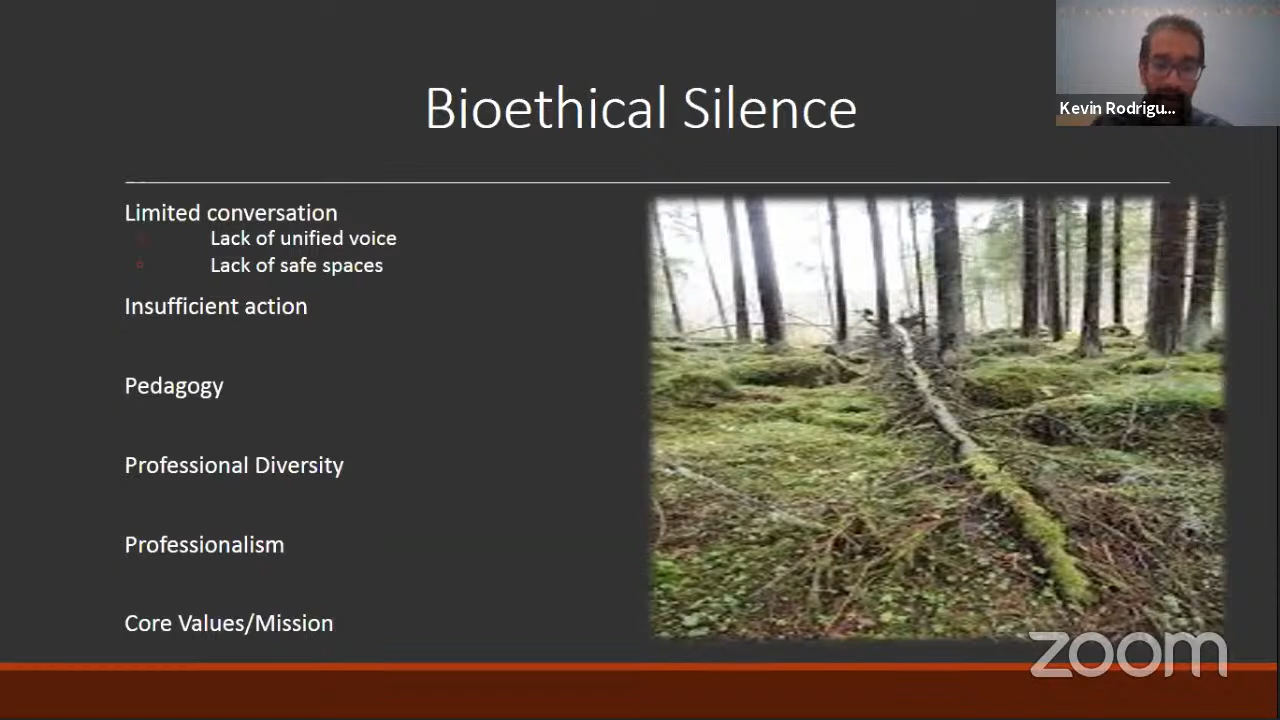 Bioethical Silence
Kevin Rodrigu...
Limited conversation
Lack of unified voice
Lack of safe spaces
Insufficient action
Pedagogy
Professional Diversity
Professionalism
Core Values/Mission
zoom